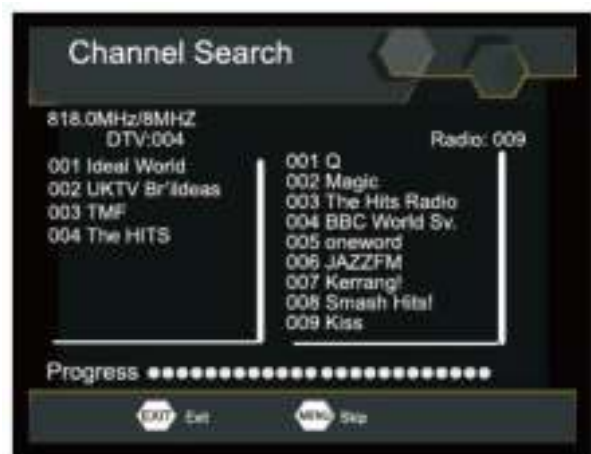 Channel Search
818.0MHz/8MHZ
DTV:004
Radio: 009
001 Ideal World
002 UKTV Br'Ildeas
003 TMF
004 The HITS
001 Q
002 Magic
003 The Hits Radio
004 BBC World Sv.
005 oneword
006 JAZZFM
007 Kerrang!
008 Smash Hits!
009 Kiss
Progress
EXIT Exit
MENU Skip